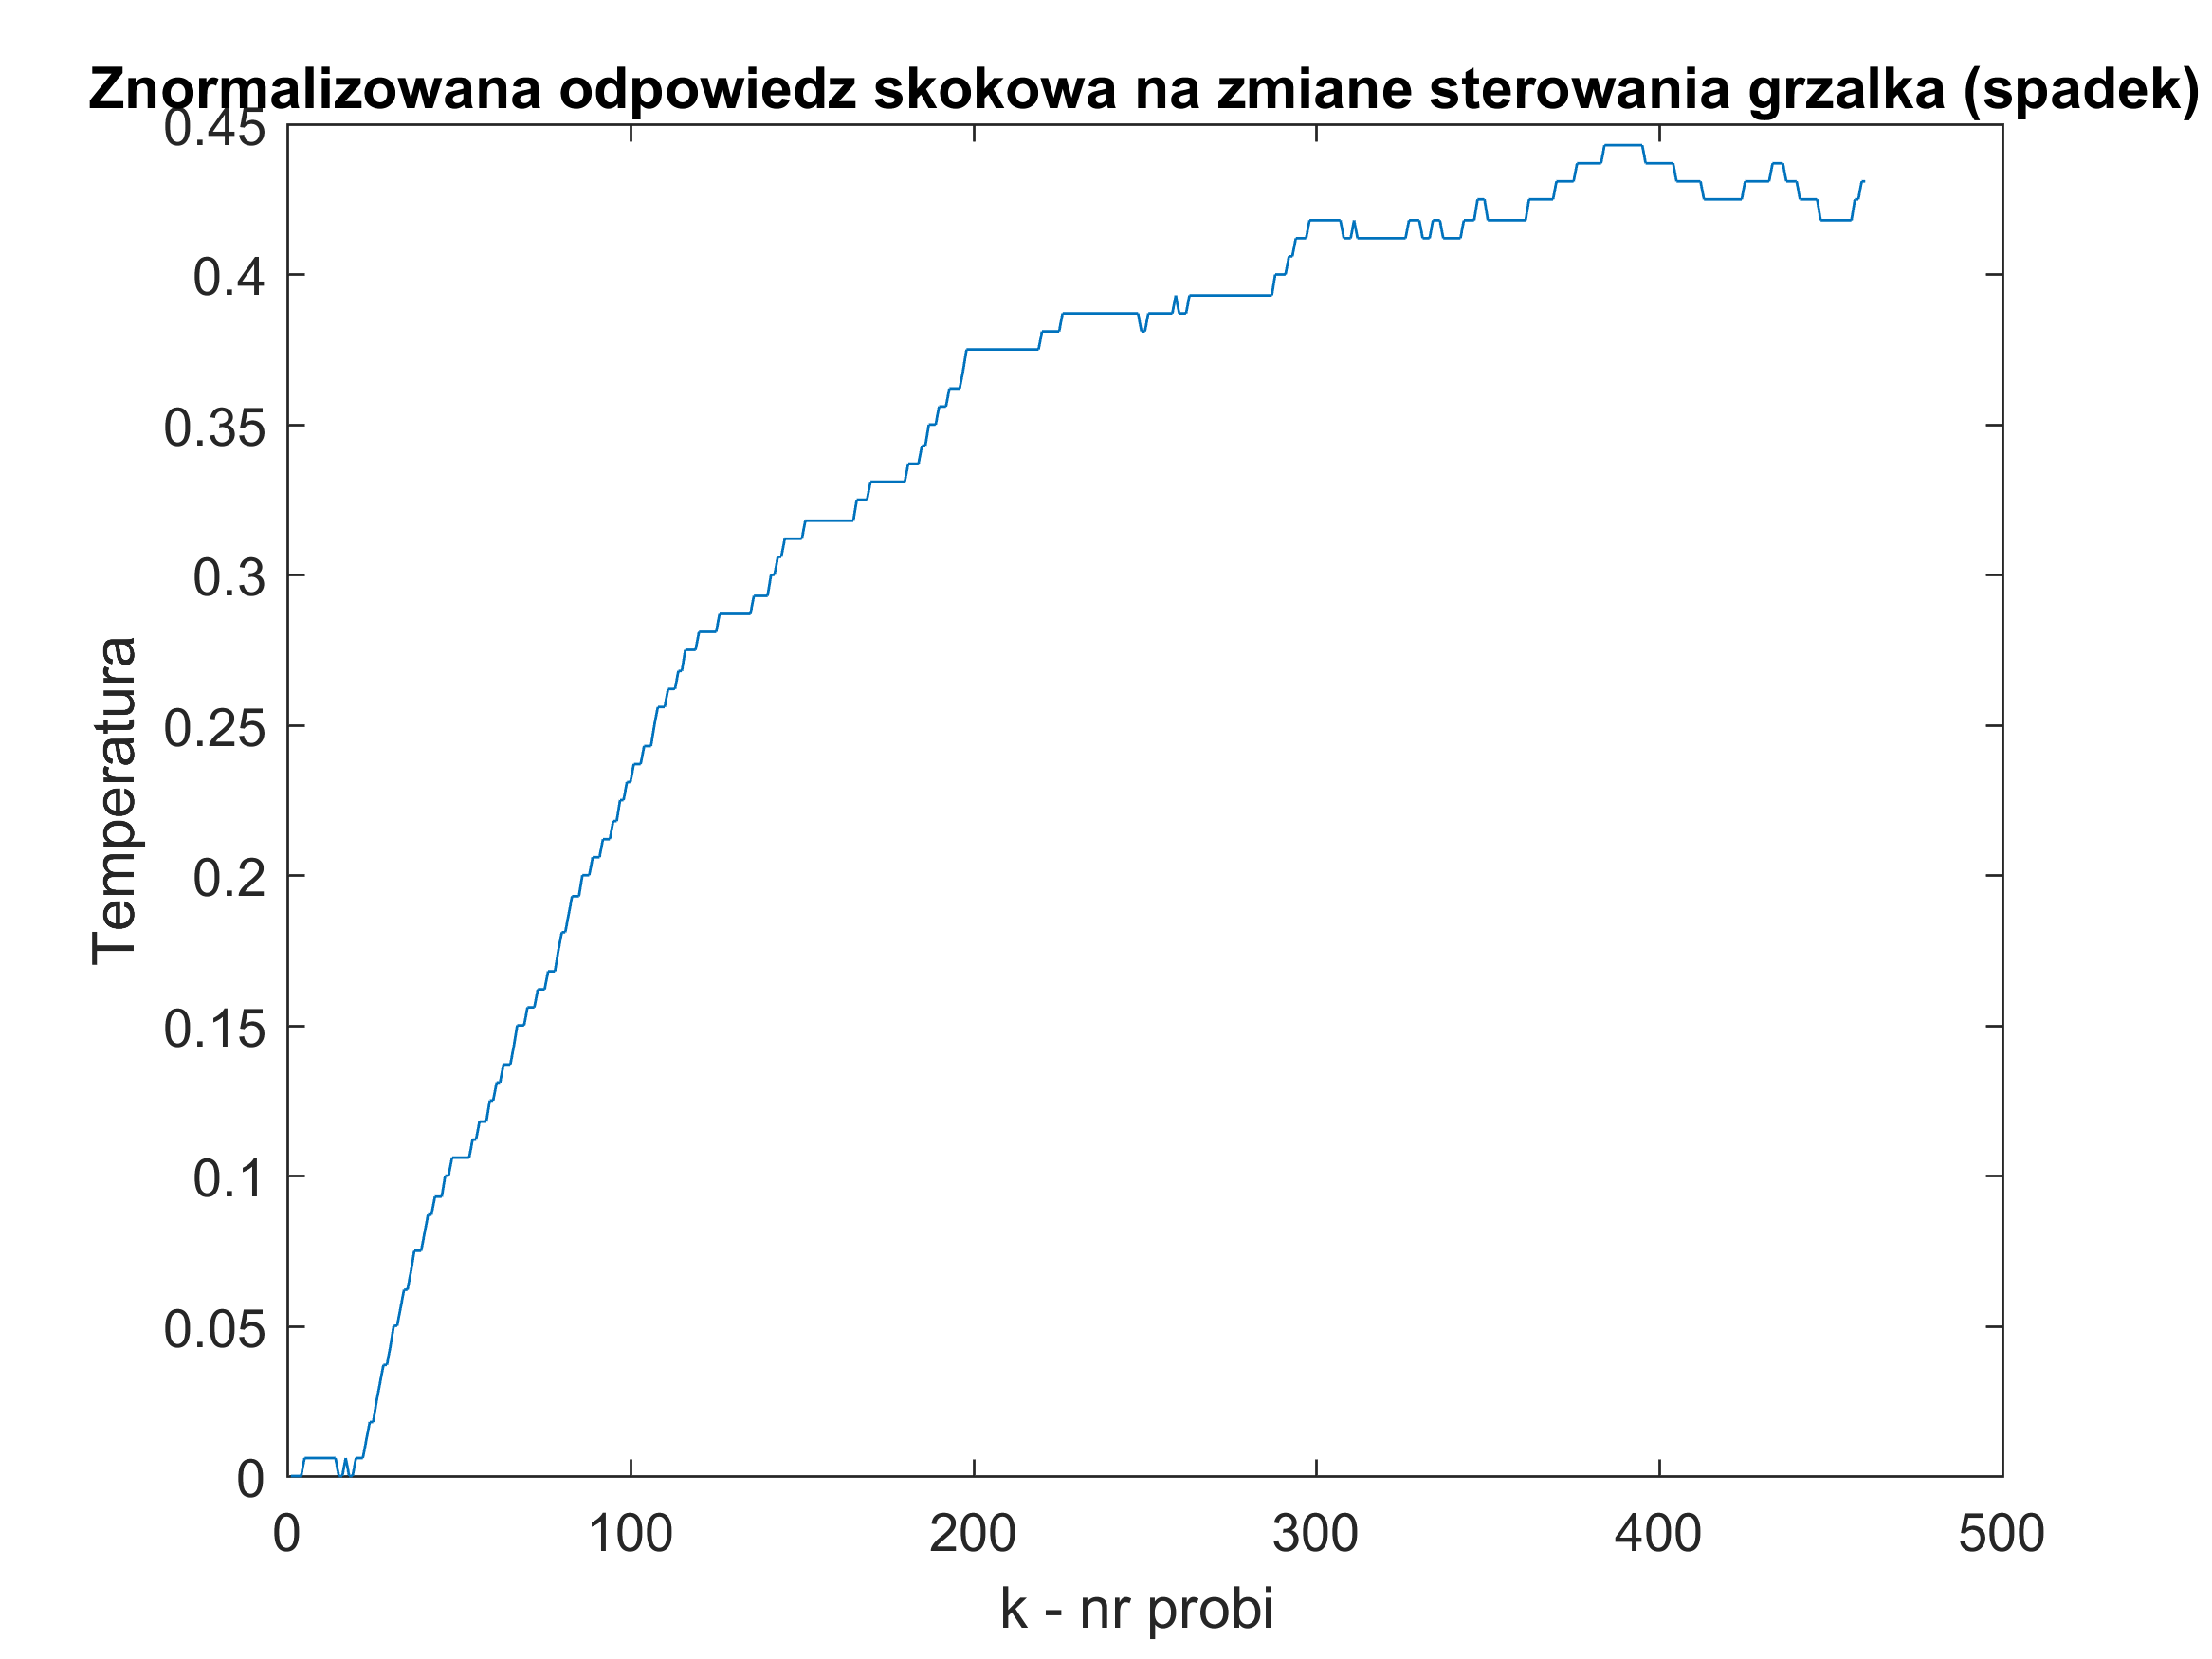 Znormalizowana odpowiedz skokowa na zmiane sterowania grzalka (spadek)
0.45
0.4
0.35
0.3
0.25
0.2
0.15
0.1
0.05
0
Temperatura
0 100 200 300 400 500
k - nr probi